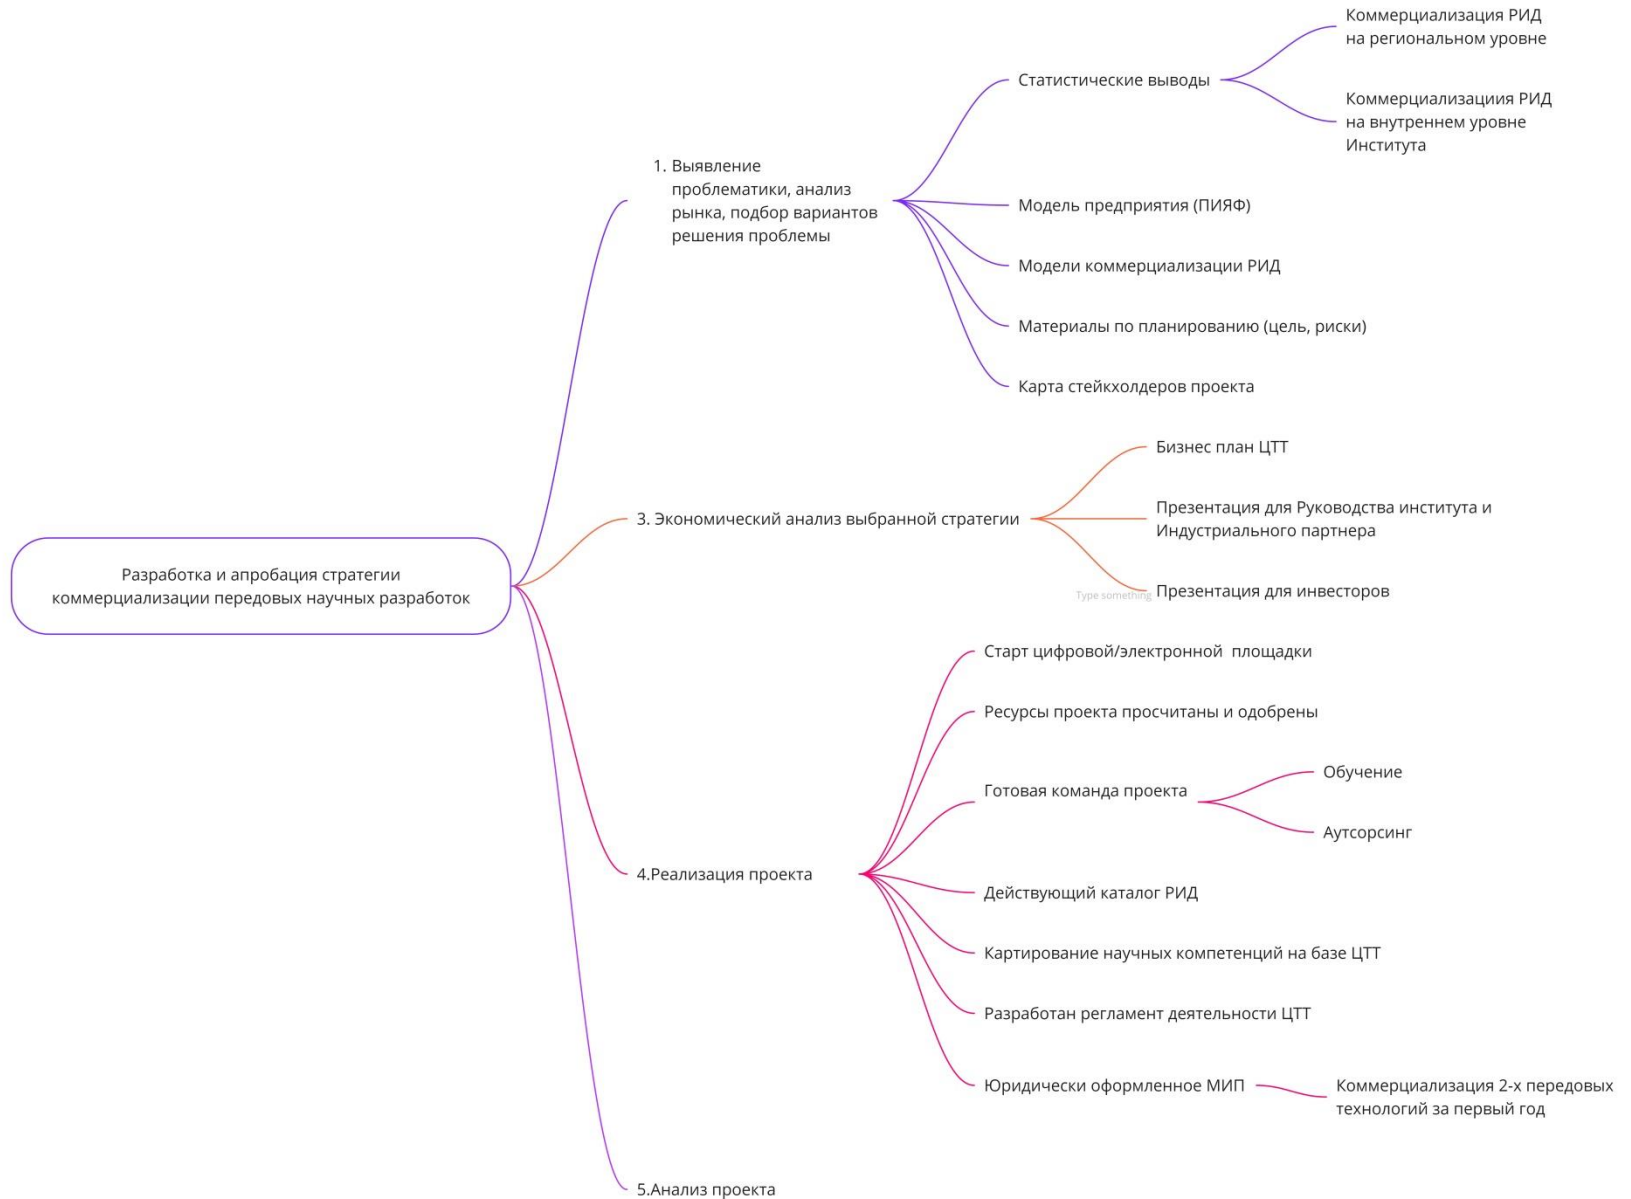 Разработка и апробация стратегии
коммерциализации передовых научных разработок
1. Выявление
проблематики, анализ
рынка, подбор вариантов
решения проблемы
Статистические выводы
Коммерциализация РИД
на региональном уровне
Коммерциализациия РИД
на внутреннем уровне
Института
Модель предприятия (ПИЯФ)
Модели коммерциализации РИД
Материалы по планированию (цель, риски)
Карта стейкхолдеров проекта
3. Экономический анализ выбранной стратегии
Бизнес план ЦТТ
Презентация для Руководства института и
Индустриального партнера
Type something
Презентация для инвесторов
4.Реализация проекта
Старт цифровой/электронной  площадки
Ресурсы проекта просчитаны и одобрены
Готовая команда проекта
Обучение
Аутсорсинг
Действующий каталог РИД
Картирование научных компетенций на базе ЦТТ
Разработан регламент деятельности ЦТТ
Юридически оформленное МИП
Коммерциализация 2-х передовых
технологий за первый год
5.Анализ проекта